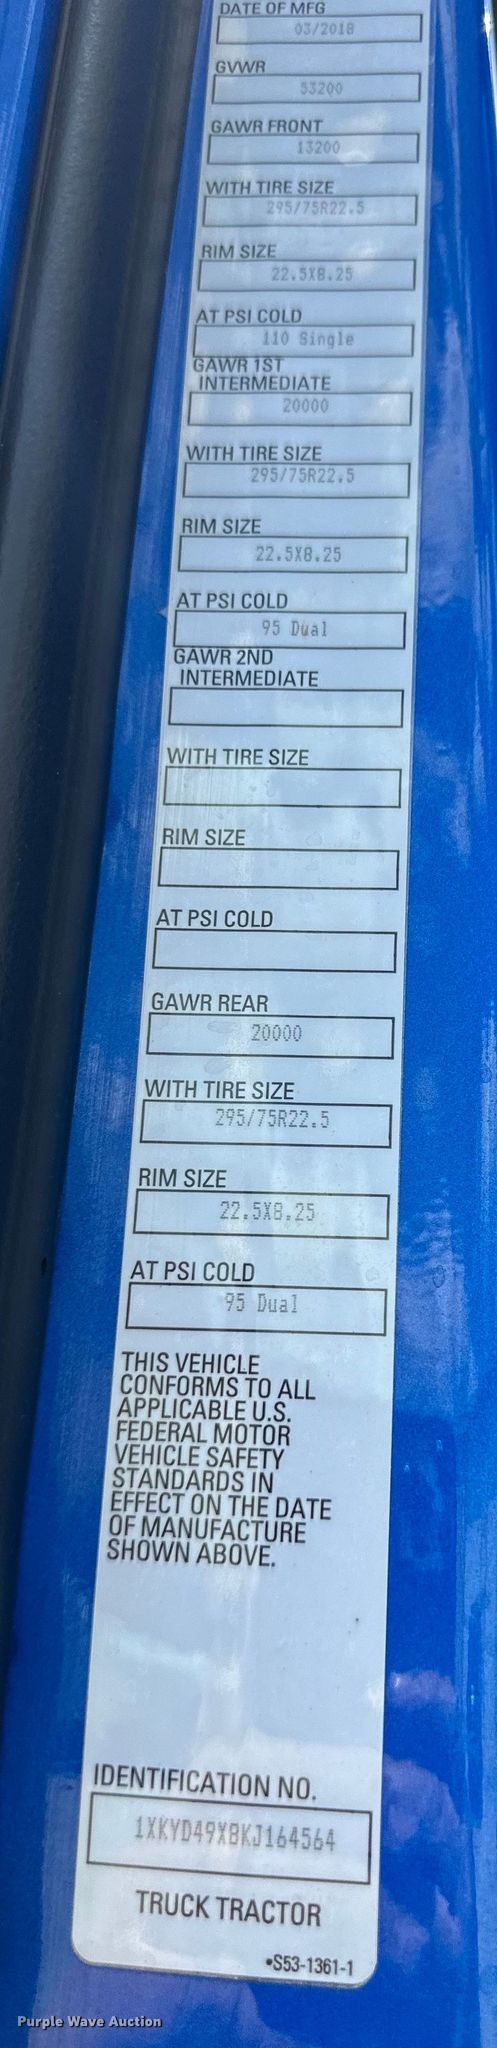 DATE OF MFG
03/2018
GVWR
53200
GAWR FRONT
13200
WITH TIRE SIZE
295/75R22.5
RIM SIZE
22.5X8.25
AT PSI COLD
110 Single
GAWR 1ST
INTERMEDIATE
20000
WITH TIRE SIZE
295/75R22.5
RIM SIZE
22.5X8.25
AT PSI COLD
95 Dual
GAWR 2ND
INTERMEDIATE
WITH TIRE SIZE
RIM SIZE
AT PSI COLD
GAWR REAR
20000
WITH TIRE SIZE
295/75R22.5
RIM SIZE
22.5X8.25
AT PSI COLD
95 Dual
THIS VEHICLE
CONFORMS TO ALL
APPLICABLE U.S.
FEDERAL MOTOR
VEHICLE SAFETY
STANDARDS IN
EFFECT ON THE DATE
OF MANUFACTURE
SHOWN ABOVE.
IDENTIFICATION NO.
1XKYD49X8KJ164564
TRUCK TRACTOR
•S53-1361-1
Purple Wave Auction